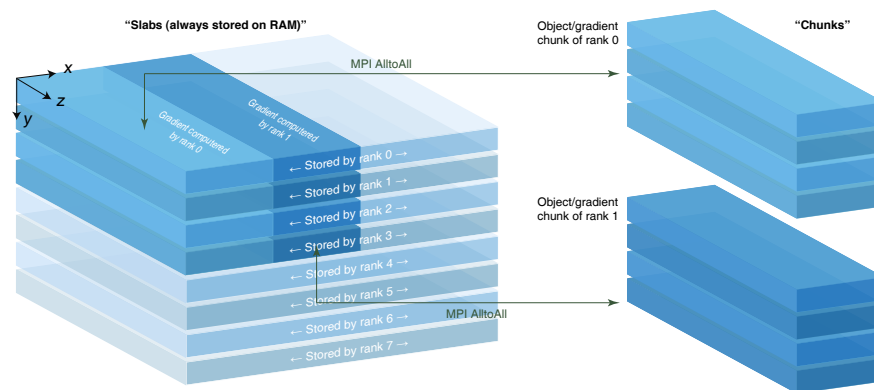 “Slabs (always stored on RAM)”
Object/gradient
chunk of rank 0
“Chunks”
MPI AlltoAll
x
z
y
Gradient computered
by rank 0
Gradient computered
by rank 1
← Stored by rank 0 →
← Stored by rank 1 →
← Stored by rank 2 →
← Stored by rank 3 →
← Stored by rank 4 →
← Stored by rank 5 →
← Stored by rank 6 →
← Stored by rank 7 →
Object/gradient
chunk of rank 1
MPI AlltoAll